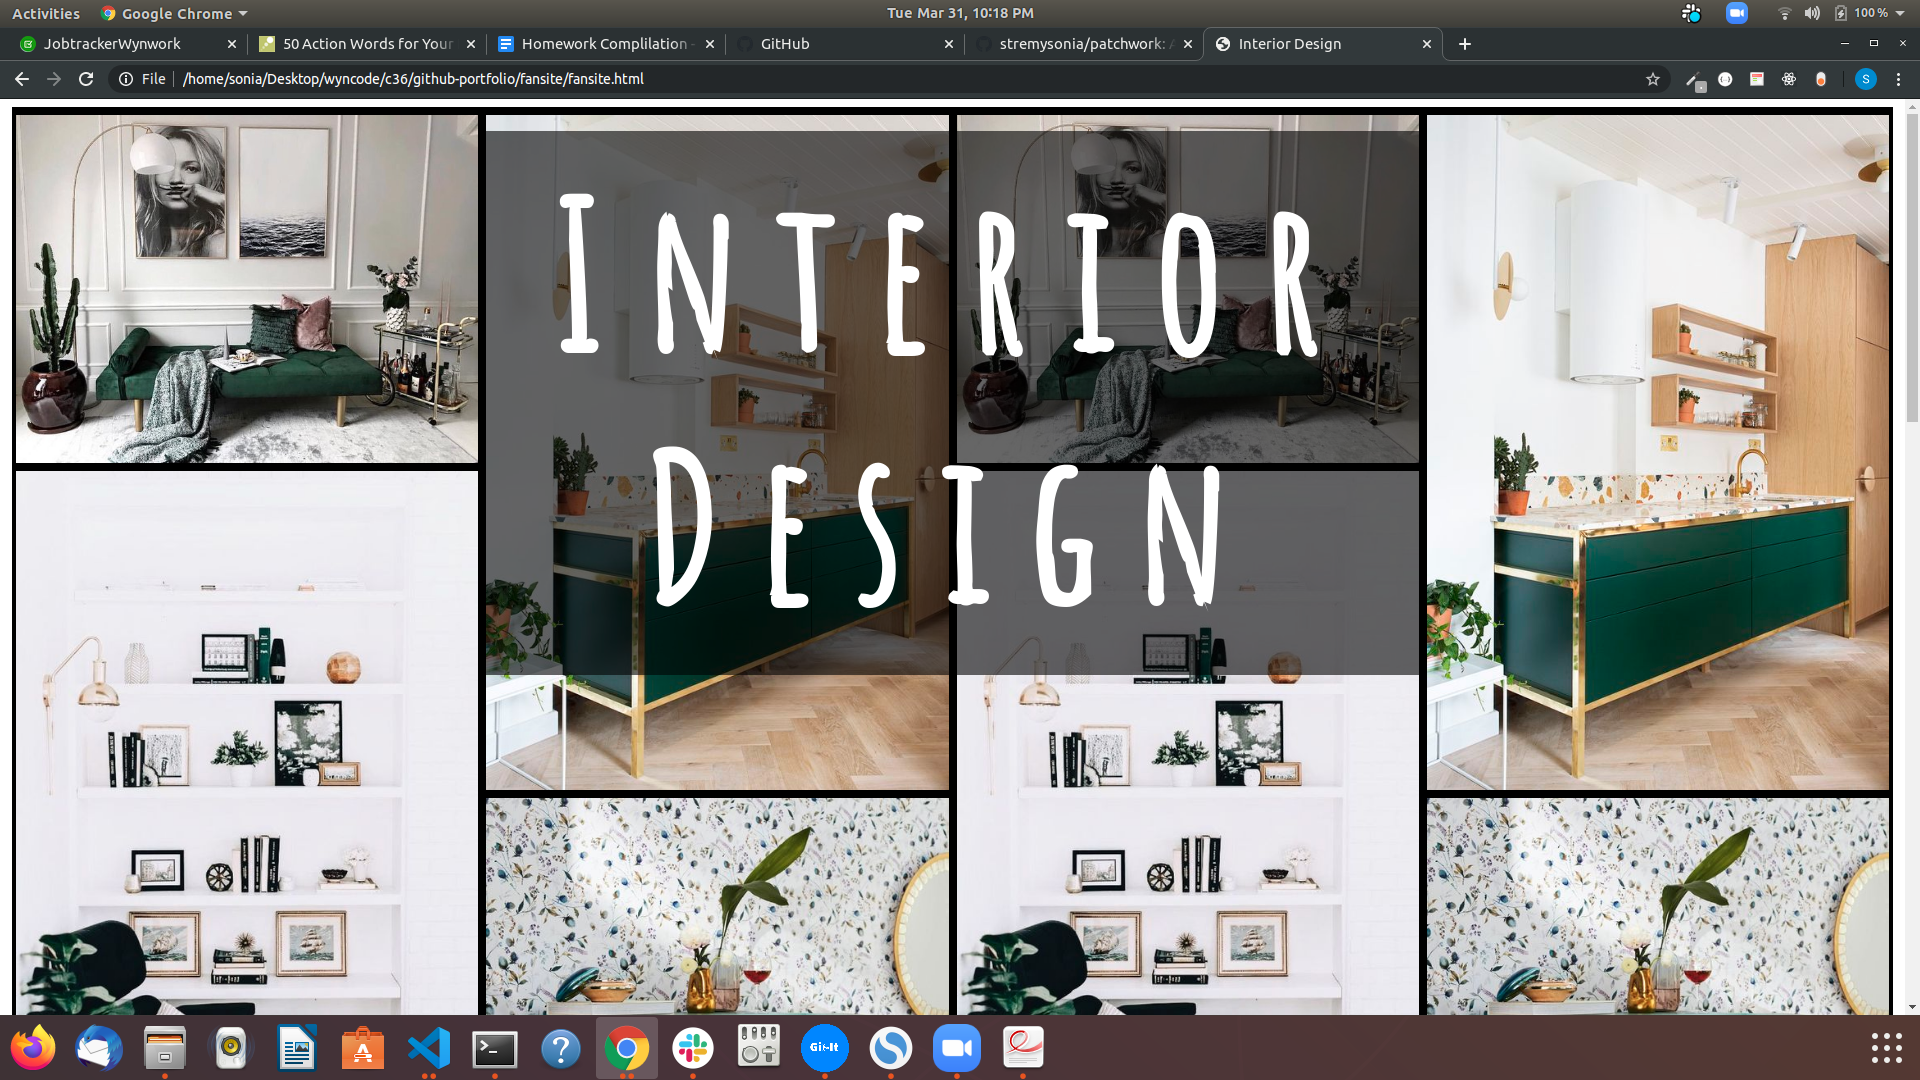 Activities Google Chrome Tue Mar 31, 10:18 PM 100 %
JobtrackerWynwork 50 Action Words for Your Homework Complilation - GitHub stremysonia/patchwork: A Interior Design
File /home/sonia/Desktop/wyncode/c36/github-portfolio/fansite/fansite.html S
Interior
Design
Git-It